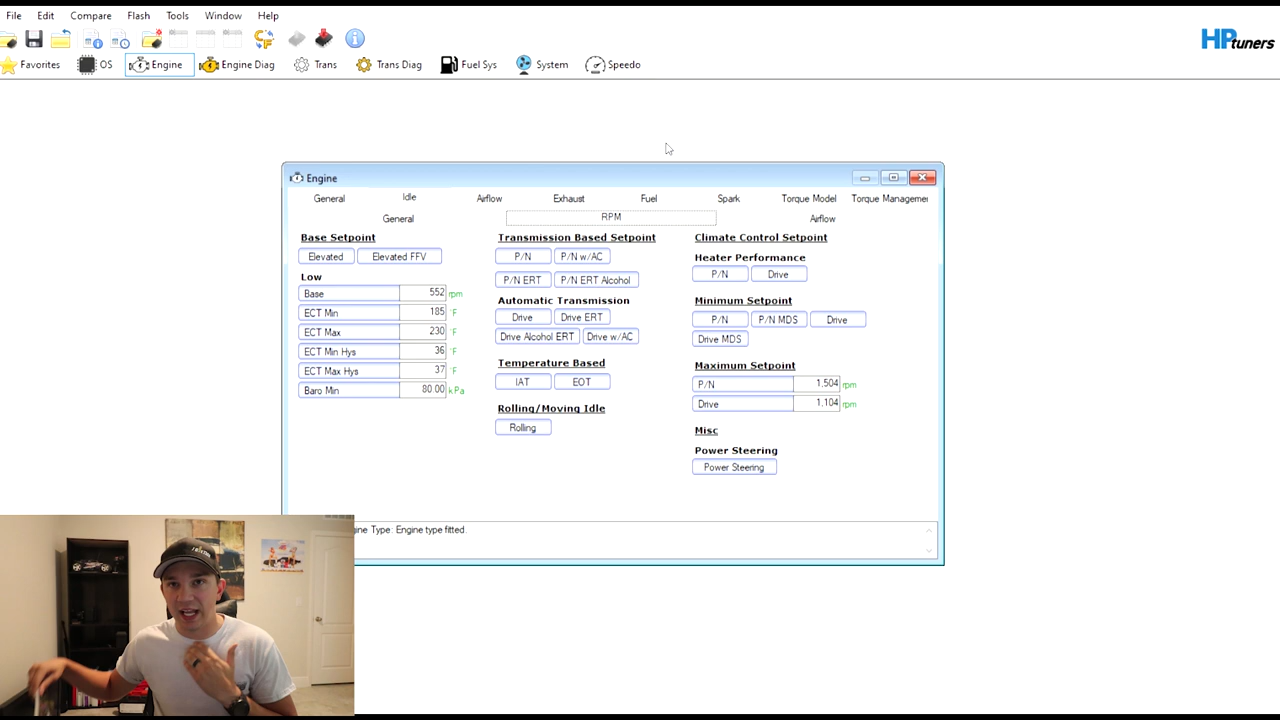 File Edit Compare Flash Tools Window Help
HPtuners
Favorites OS Engine Engine Diag Trans Trans Diag Fuel Sys System Speedo
Engine
General Idle Airflow Exhaust Fuel Spark Torque Model Torque Managemer
General RPM Airflow
Base Setpoint
Elevated Elevated FFV
Low
Base 552 rpm
ECT Min 185 °F
ECT Max 230 °F
ECT Min Hys 36 °F
ECT Max Hys 37 °F
Baro Min 80.00 kPa
Transmission Based Setpoint
P/N P/N w/AC
P/N ERT P/N ERT Alcohol
Automatic Transmission
Drive Drive ERT
Drive Alcohol ERT Drive w/AC
Temperature Based
IAT EOT
Rolling/Moving Idle
Rolling
Climate Control Setpoint
Heater Performance
P/N Drive
Minimum Setpoint
P/N P/N MDS Drive
Drive MDS
Maximum Setpoint
P/N 1,504 rpm
Drive 1,104 rpm
Misc
Power Steering
Power Steering
gine Type: Engine type fitted.